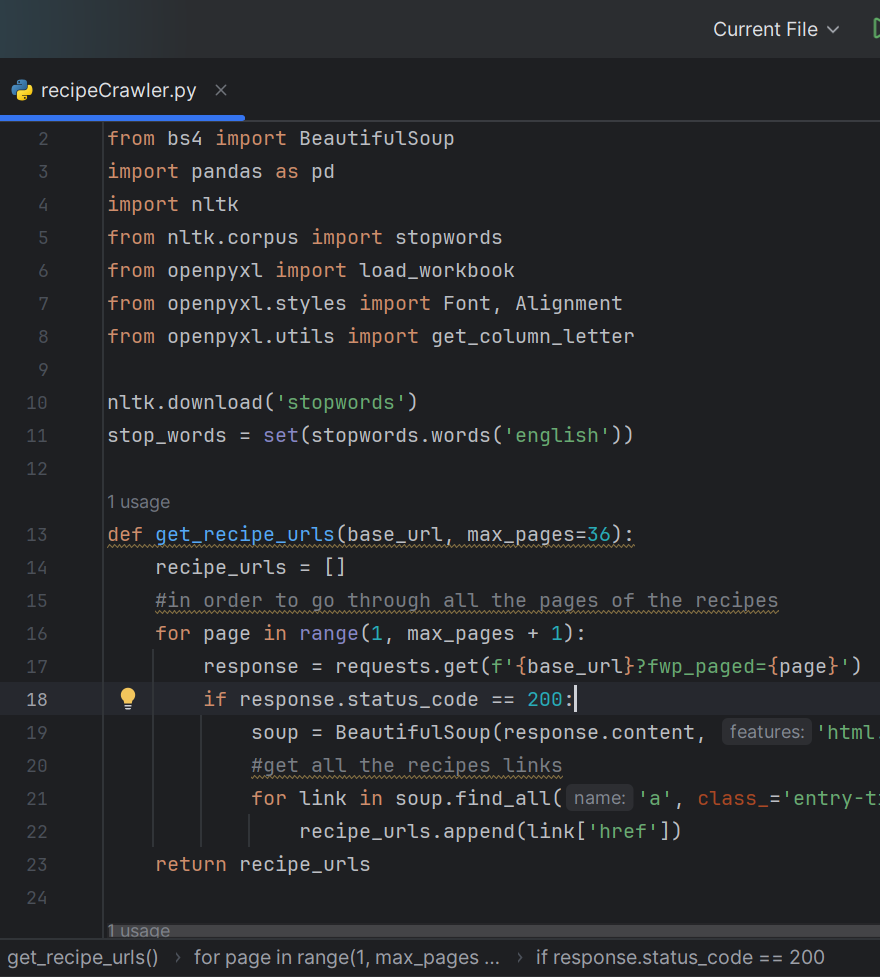 Current File
recipeCrawler.py
2 from bs4 import BeautifulSoup
3 import pandas as pd
4 import nltk
5 from nltk.corpus import stopwords
6 from openpyxl import load_workbook
7 from openpyxl.styles import Font, Alignment
8 from openpyxl.utils import get_column_letter
9
10 nltk.download('stopwords')
11 stop_words = set(stopwords.words('english'))
12
1 usage
13 def get_recipe_urls(base_url, max_pages=36):
14 recipe_urls = []
15 #in order to go through all the pages of the recipes
16 for page in range(1, max_pages + 1):
17 response = requests.get(f'{base_url}?fwp_paged={page}')
18 if response.status_code == 200:
19 soup = BeautifulSoup(response.content, features: 'html.
20 #get all the recipes links
21 for link in soup.find_all( name: 'a', class_='entry-t
22 recipe_urls.append(link['href'])
23 return recipe_urls
24
1 usage
get_recipe_urls() › for page in range(1, max_pages ... › if response.status_code == 200